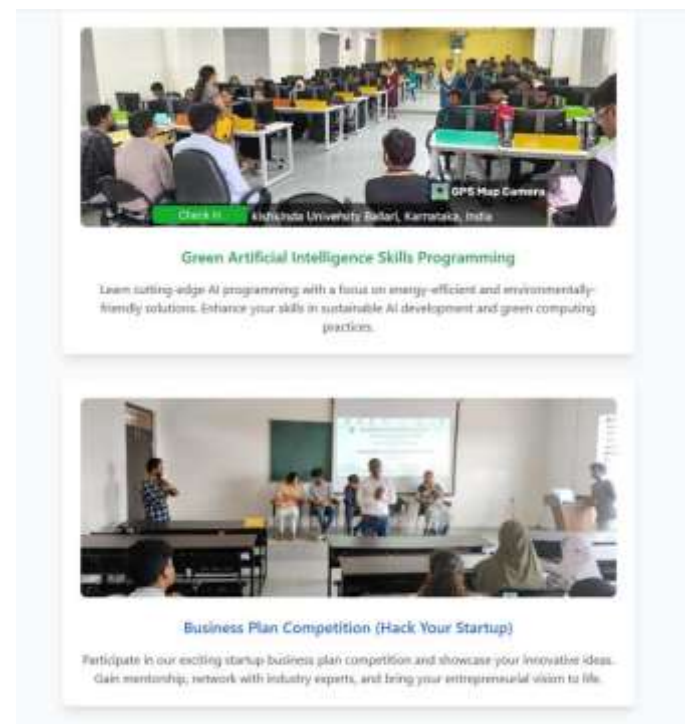 GPS Map Camera
Check In
Kishkinda University Ballari, Karnataka, India
Green Artificial Intelligence Skills Programming
Learn cutting-edge AI programming with a focus on energy-efficient and environmentally-
friendly solutions. Enhance your skills in sustainable AI development and green computing
practices.
Business Plan Competition (Hack Your Startup)
Participate in our exciting startup business plan competition and showcase your innovative ideas.
Gain mentorship, network with industry experts, and bring your entrepreneurial vision to life.